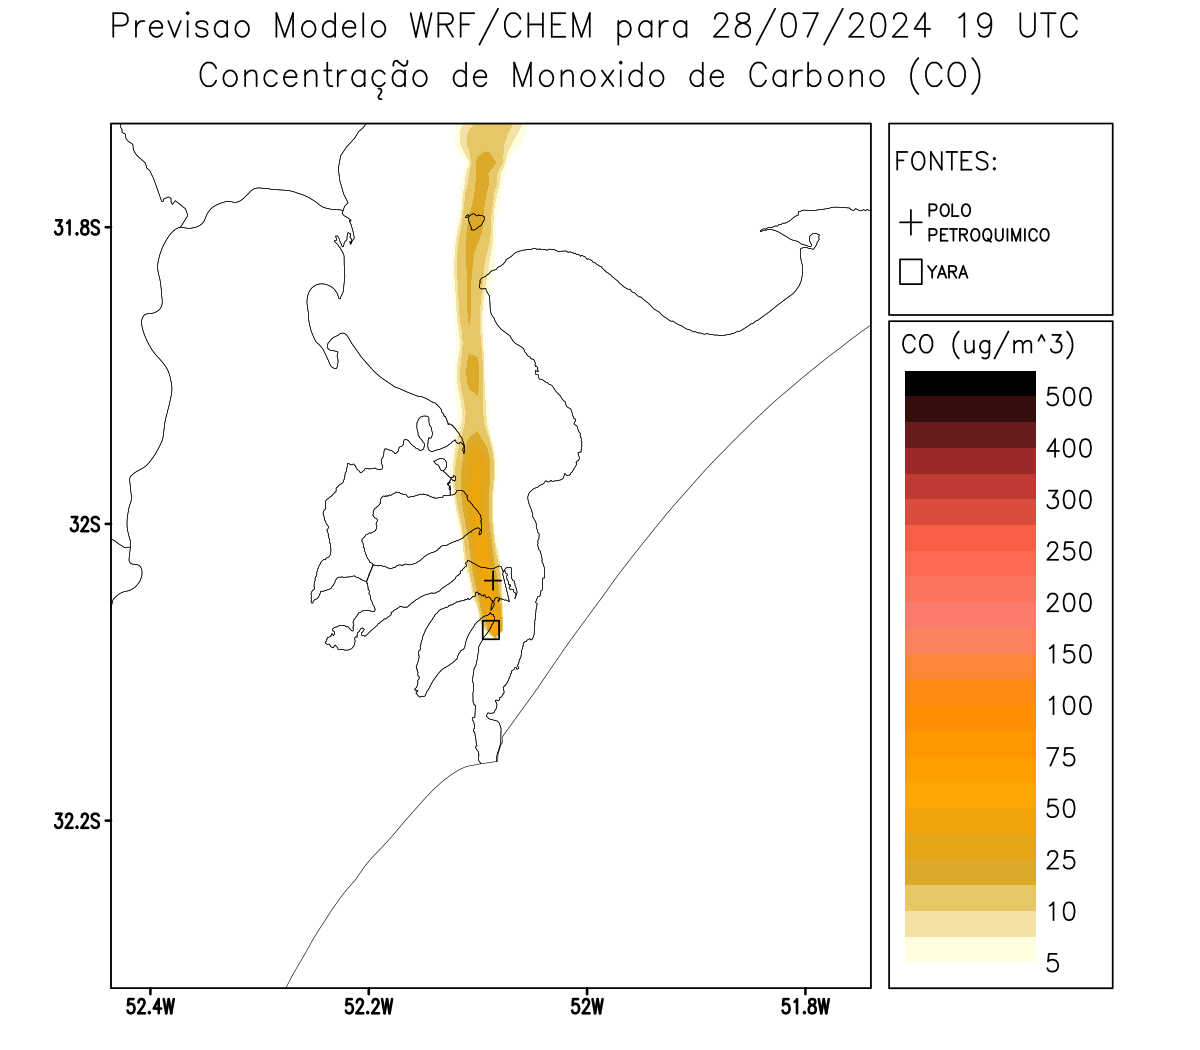 Previsao Modelo WRF/CHEM para 28/07/2024 19 UTC
Concentração de Monoxido de Carbono (CO)
FONTES:
POLO
PETROQUIMICO
YARA
31.8S
32S
32.2S
52.4W
52.2W
52W
51.8W
CO (ug/m^3)
500
400
300
250
200
150
100
75
50
25
10
5